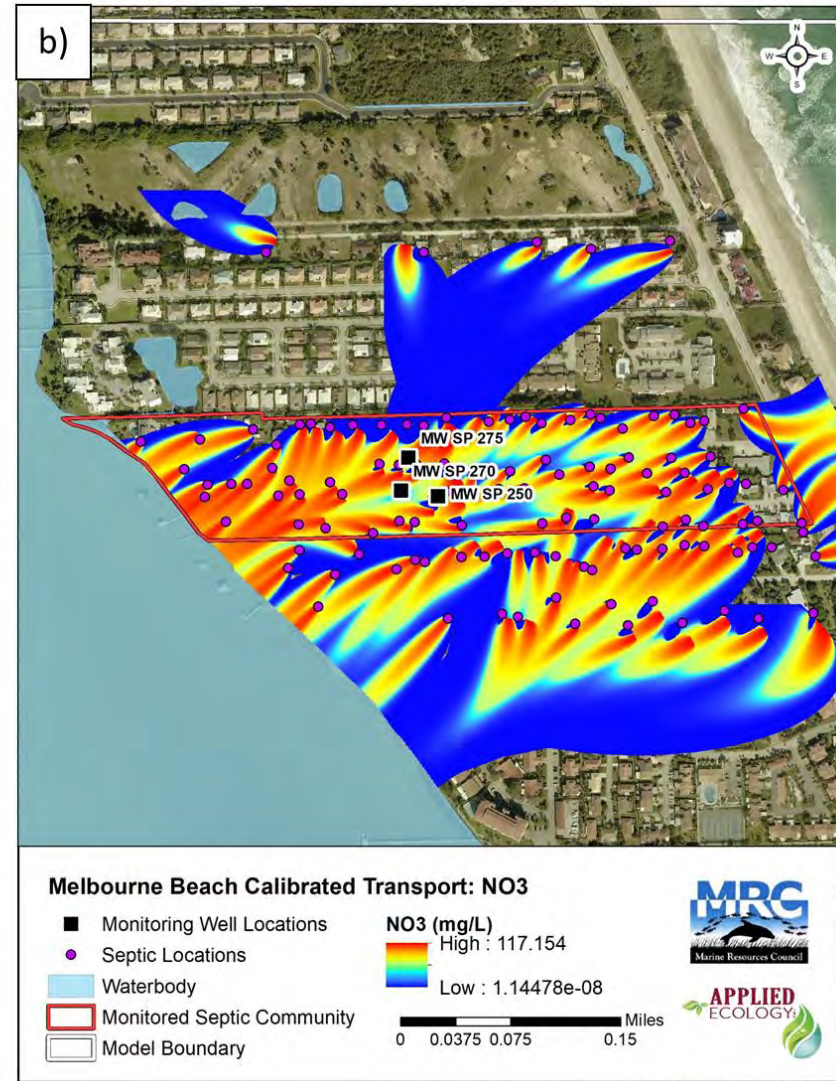 b)
N
W E
S
MW SP 275
MW SP 270
MW SP 250
Melbourne Beach Calibrated Transport: NO3
Monitoring Well Locations
Septic Locations
Waterbody
Monitored Septic Community
Model Boundary
NO3 (mg/L)
High : 117.154
Low : 1.14478e-08
Miles
0 0.0375 0.075 0.15
MRC
Marine Resources Council
APPLIED
ECOLOGY